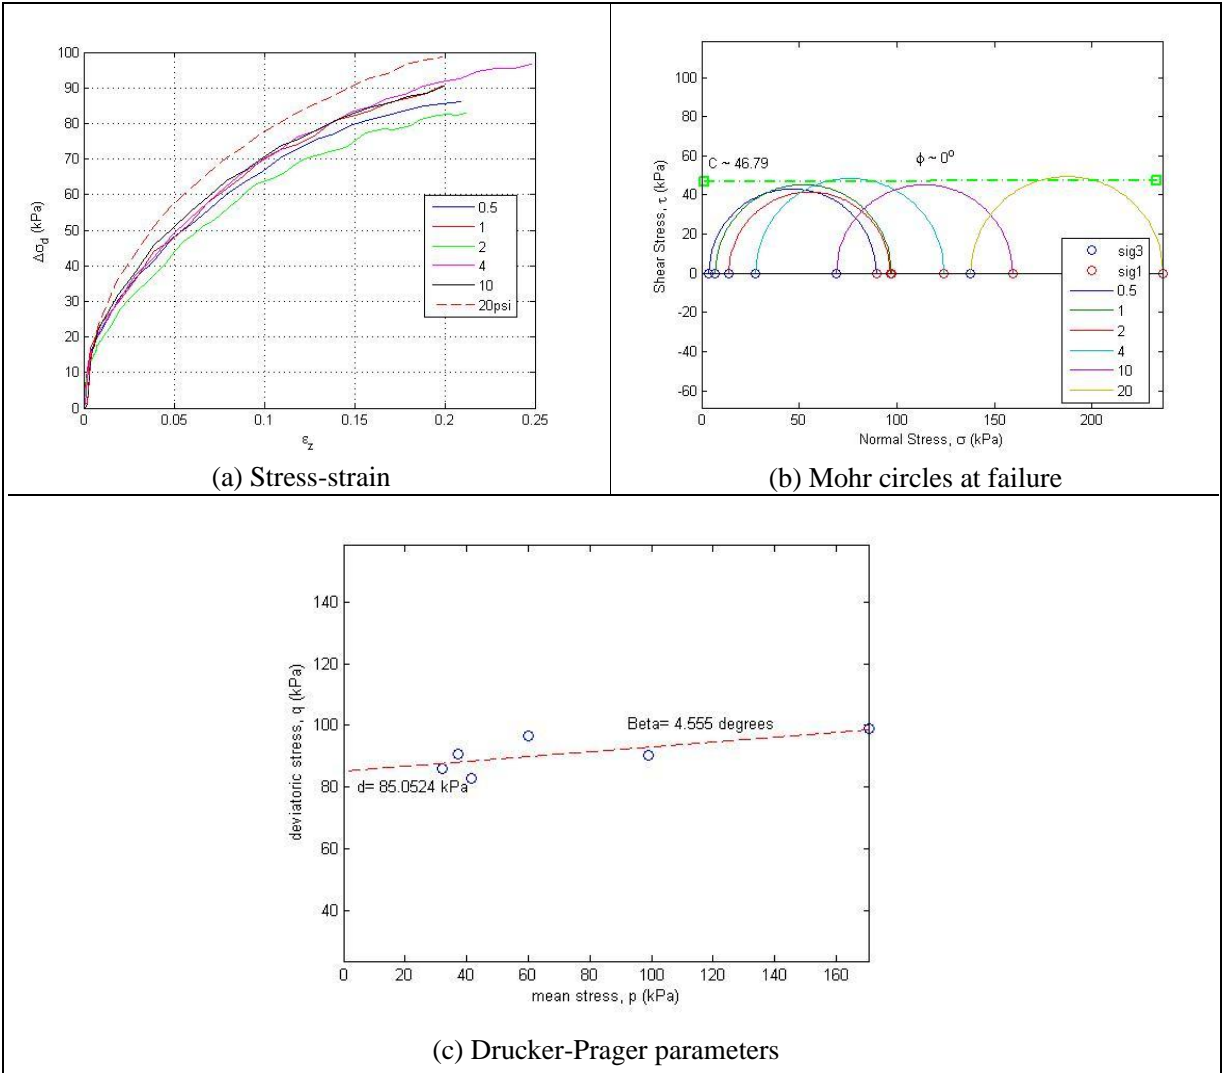 100
90
80
70
60
50
40
30
20
10
0
Δσd (kPa)
0.5
1
2
4
10
20psi
0 0.05 0.1 0.15 0.2 0.25
εz
(a) Stress-strain
100
80
60
40
20
0
-20
-40
-60
Shear Stress, τ (kPa)
C ~ 46.79
ϕ ~ 0º
sig3
sig1
0.5
1
2
4
10
20
0 50 100 150 200
Normal Stress, σ (kPa)
(b) Mohr circles at failure
140
120
100
80
60
40
deviatoric stress, q (kPa)
Beta= 4.555 degrees
d= 85.0524 kPa
0 20 40 60 80 100 120 140 160
mean stress, p (kPa)
(c) Drucker-Prager parameters